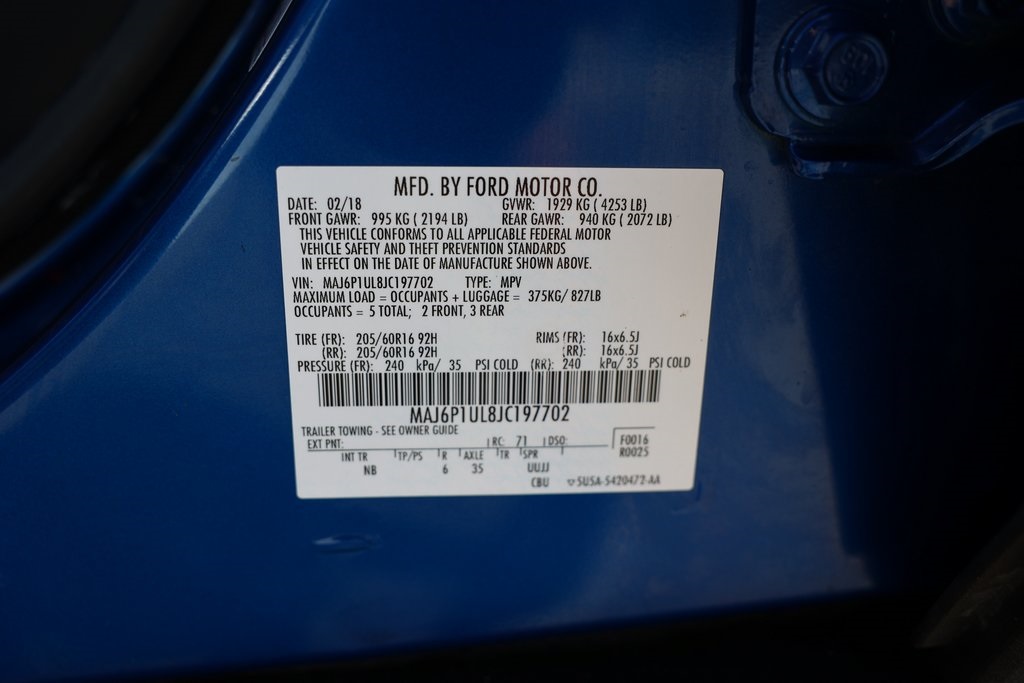 MFD. BY FORD MOTOR CO.
DATE: 02/18 GVWR: 1929 KG ( 4253 LB)
FRONT GAWR: 995 KG ( 2194 LB) REAR GAWR: 940 KG ( 2072 LB)
THIS VEHICLE CONFORMS TO ALL APPLICABLE FEDERAL MOTOR
VEHICLE SAFETY AND THEFT PREVENTION STANDARDS
IN EFFECT ON THE DATE OF MANUFACTURE SHOWN ABOVE.
VIN: MAJ6P1UL8JC197702 TYPE: MPV
MAXIMUM LOAD = OCCUPANTS + LUGGAGE = 375KG/ 827LB
OCCUPANTS = 5 TOTAL; 2 FRONT, 3 REAR
TIRE (FR): 205/60R16 92H RIMS (FR): 16x6.5J
(RR): 205/60R16 92H (RR): 16x6.5J
PRESSURE (FR): 240 kPa/ 35 PSI COLD (RR): 240 kPa/ 35 PSI COLD
MAJ6P1UL8JC197702
TRAILER TOWING - SEE OWNER GUIDE
EXT PNT: RC: 71 DSO: F0016
INT TR TP/PS R AXLE TR SPR R0025
NB 6 35 UUJJ
CBU 5U5A-5420472-AA